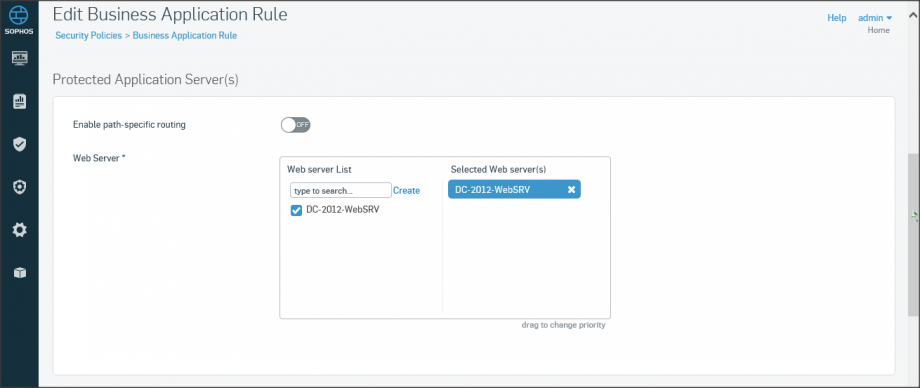 Edit Business Application Rule
Help admin
Home
SOPHOS
Security Policies > Business Application Rule
Protected Application Server(s)
Enable path-specific routing
OFF
Web Server *
Web server List
Selected Web server(s)
type to search...
Create
DC-2012-WebSRV
DC-2012-WebSRV
drag to change priority